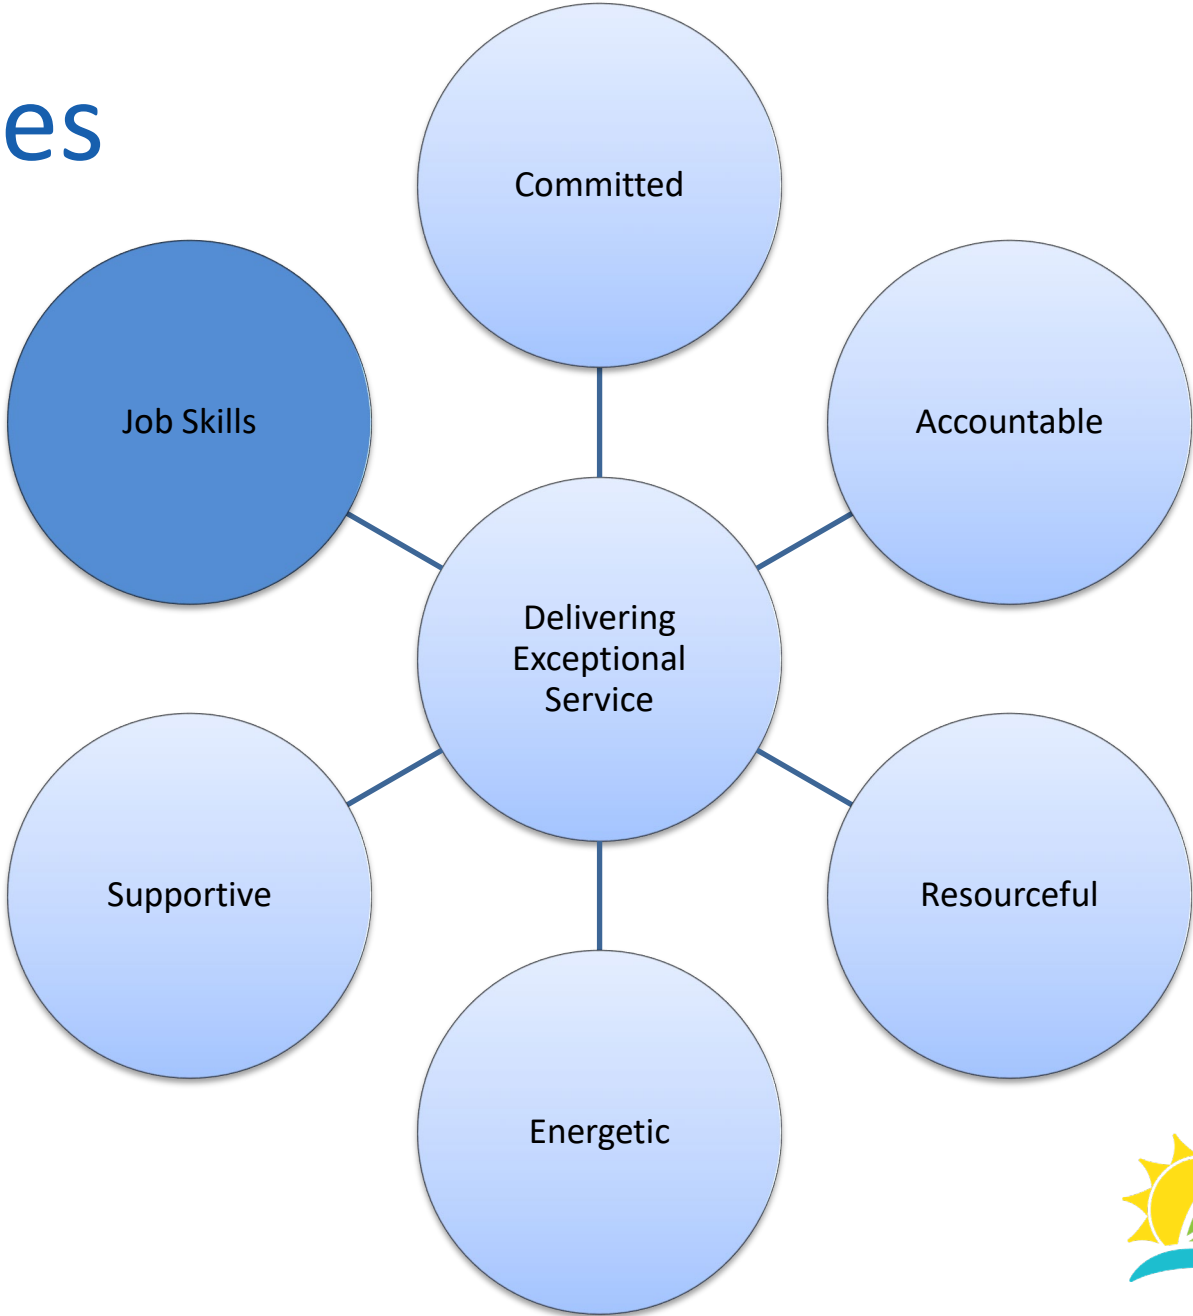 es
Committed
Job Skills
Accountable
Delivering
Exceptional
Service
Supportive
Resourceful
Energetic